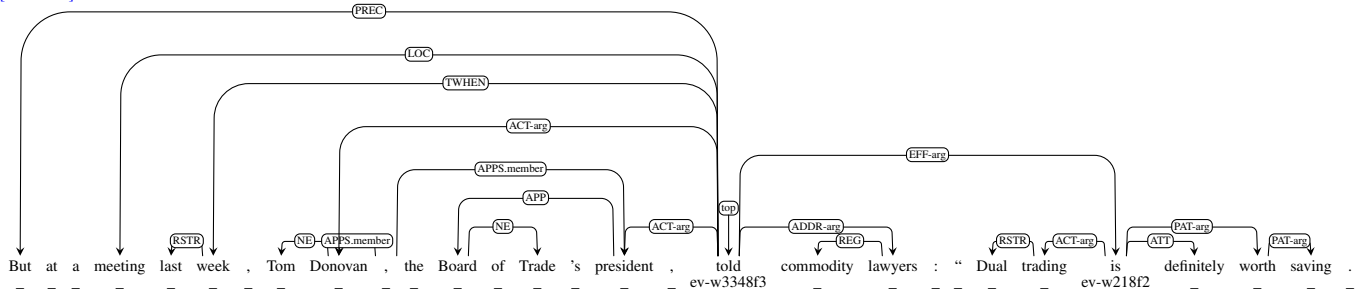 PREC
LOC
TWHEN
ACT-arg
EFF-arg
APPS.member
APP
top
RSTR NE APPS.member NE ACT-arg ADDR-arg REG RSTR ACT-arg PAT-arg ATT PAT-arg
But at a meeting last week , Tom Donovan , the Board of Trade 's president , told commodity lawyers : “ Dual trading is definitely worth saving .
_ _ _ _ _ _ _ _ _ _ _ _ _ _ _ _ _ ev-w3348f3 _ _ _ _ _ _ ev-w218f2 _ _ _ _